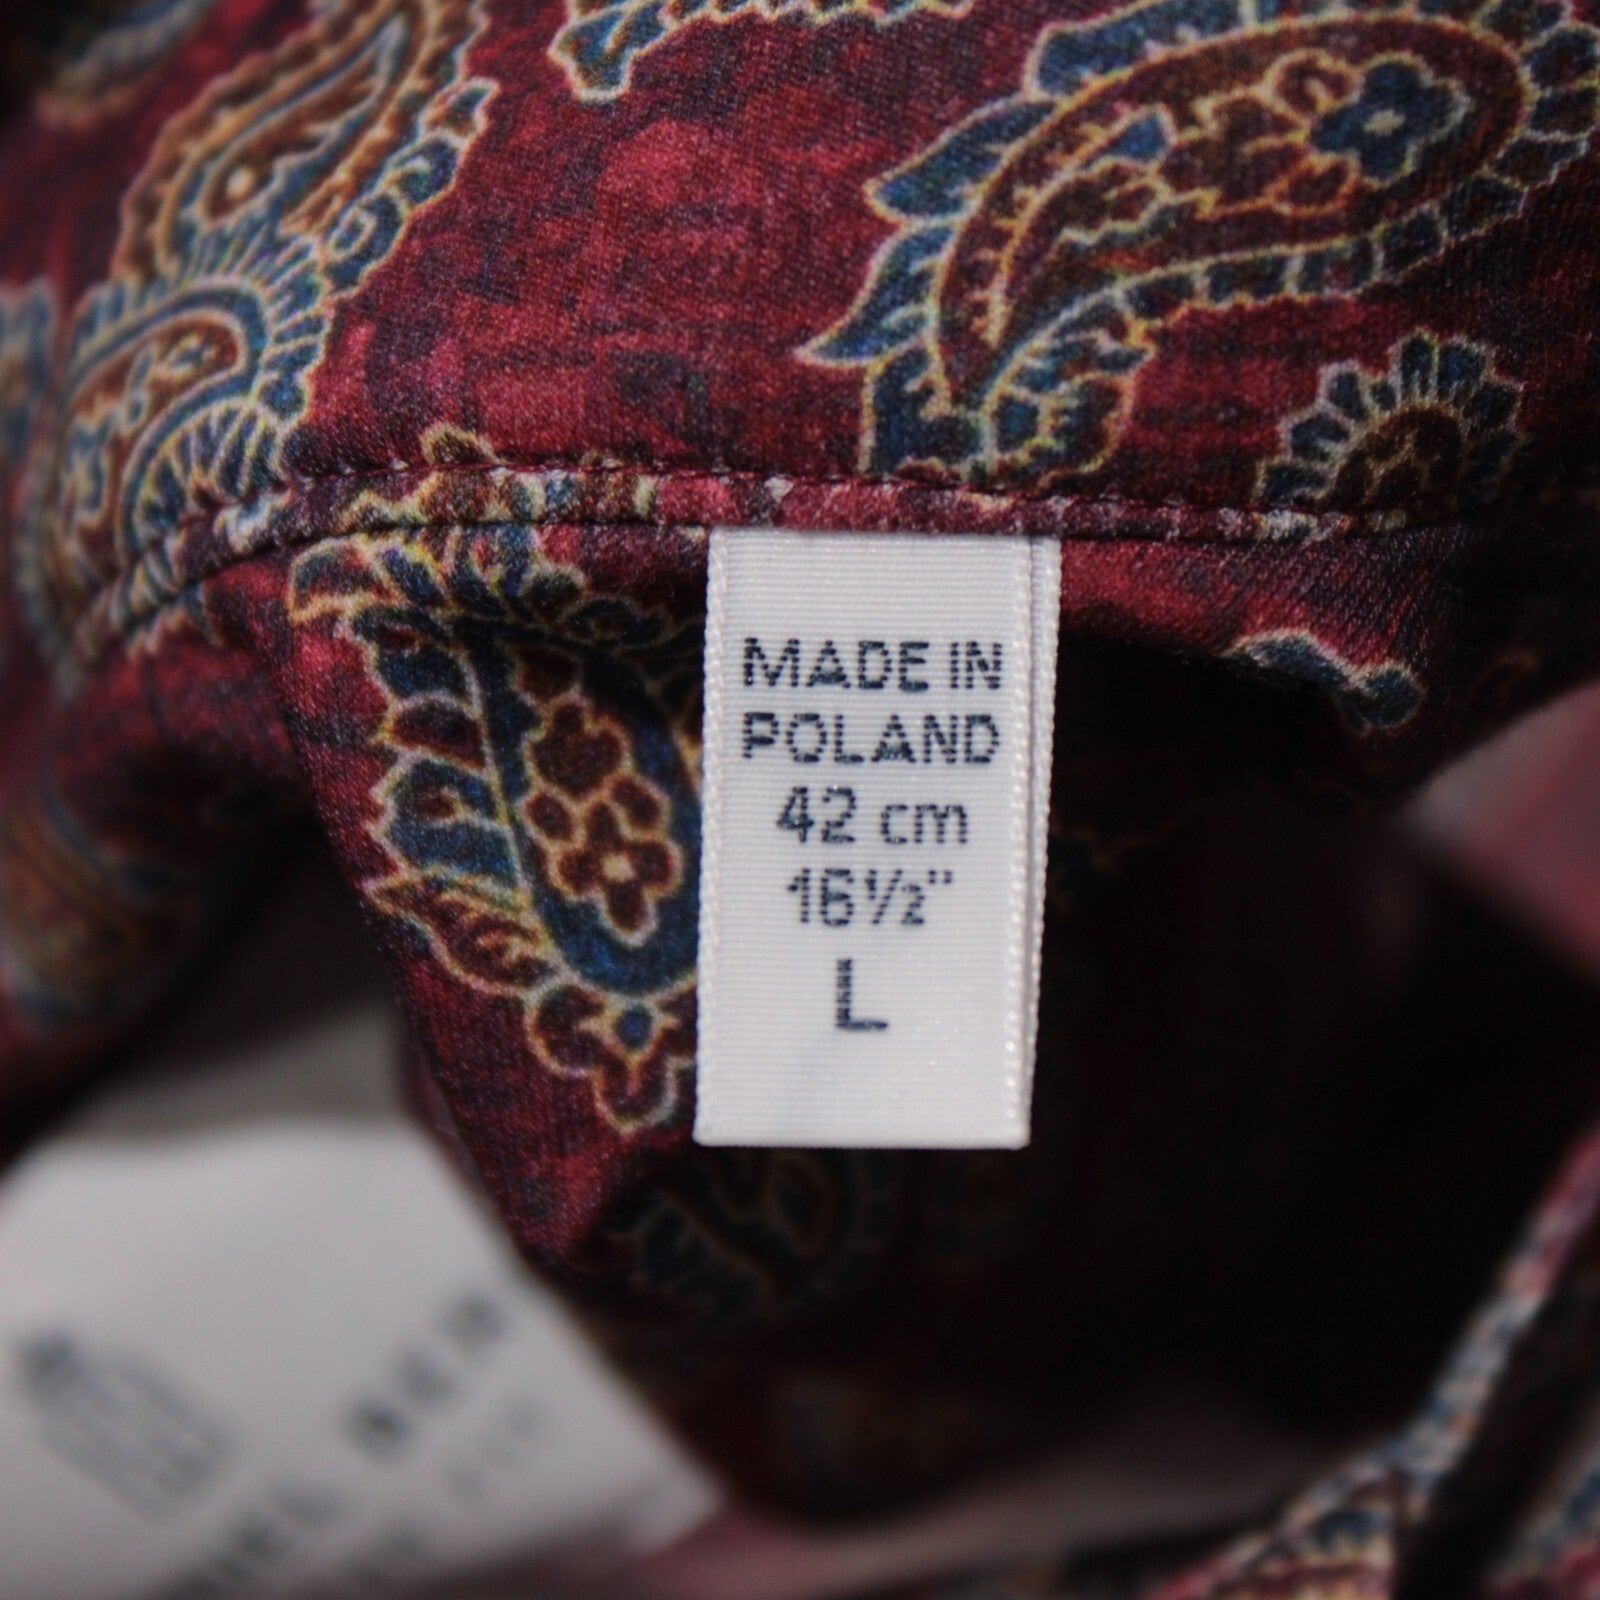 MADE IN
POLAND
42 cm
16½"
L